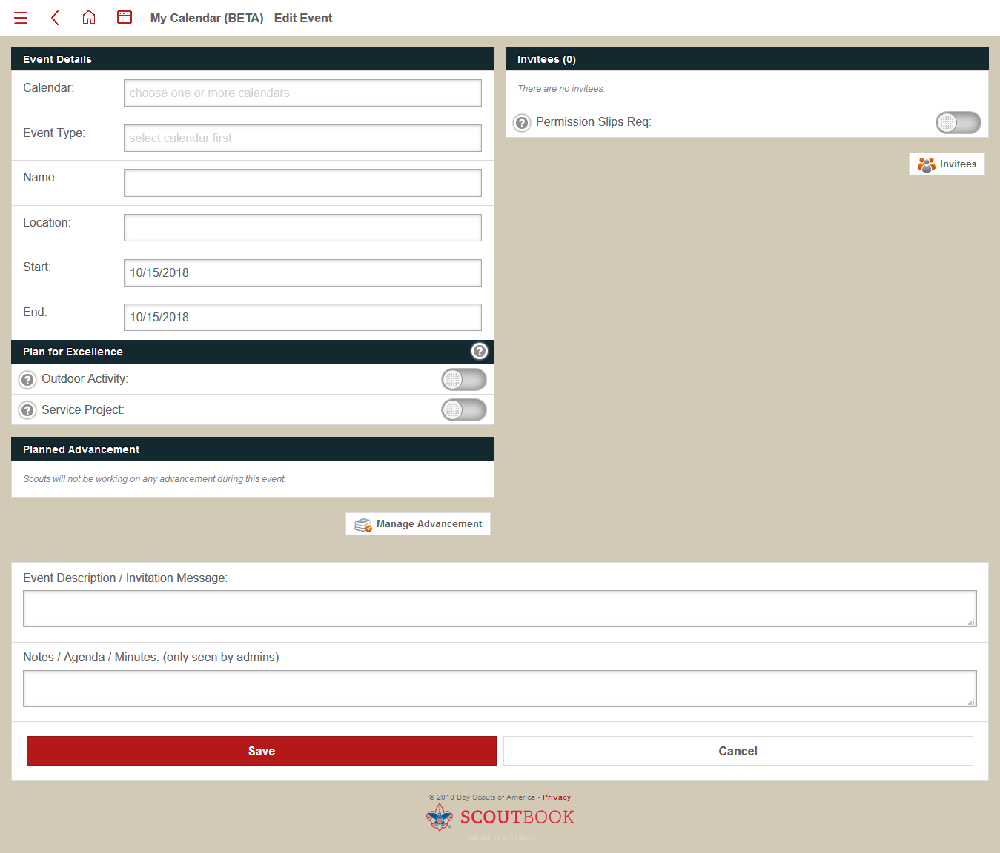 My Calendar (BETA) Edit Event
Event Details
Calendar:
choose one or more calendars
Event Type:
select calendar first
Name:
Location:
Start:
10/15/2018
End:
10/15/2018
Plan for Excellence
Outdoor Activity:
Service Project:
Planned Advancement
Scouts will not be working on any advancement during this event.
Manage Advancement
Invitees (0)
There are no invitees.
Permission Slips Req:
Invitees
Event Description / Invitation Message:
Notes / Agenda / Minutes: (only seen by admins)
Save
Cancel
© 2018 Boy Scouts of America - Privacy
SCOUTBOOK